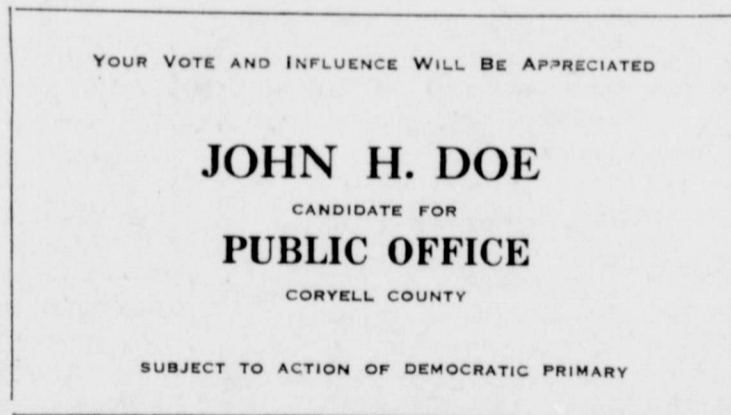 Your Vote and Influence Will Be Appreciated
JOHN H. DOE
CANDIDATE FOR
PUBLIC OFFICE
CORYELL COUNTY
SUBJECT TO ACTION OF DEMOCRATIC PRIMARY